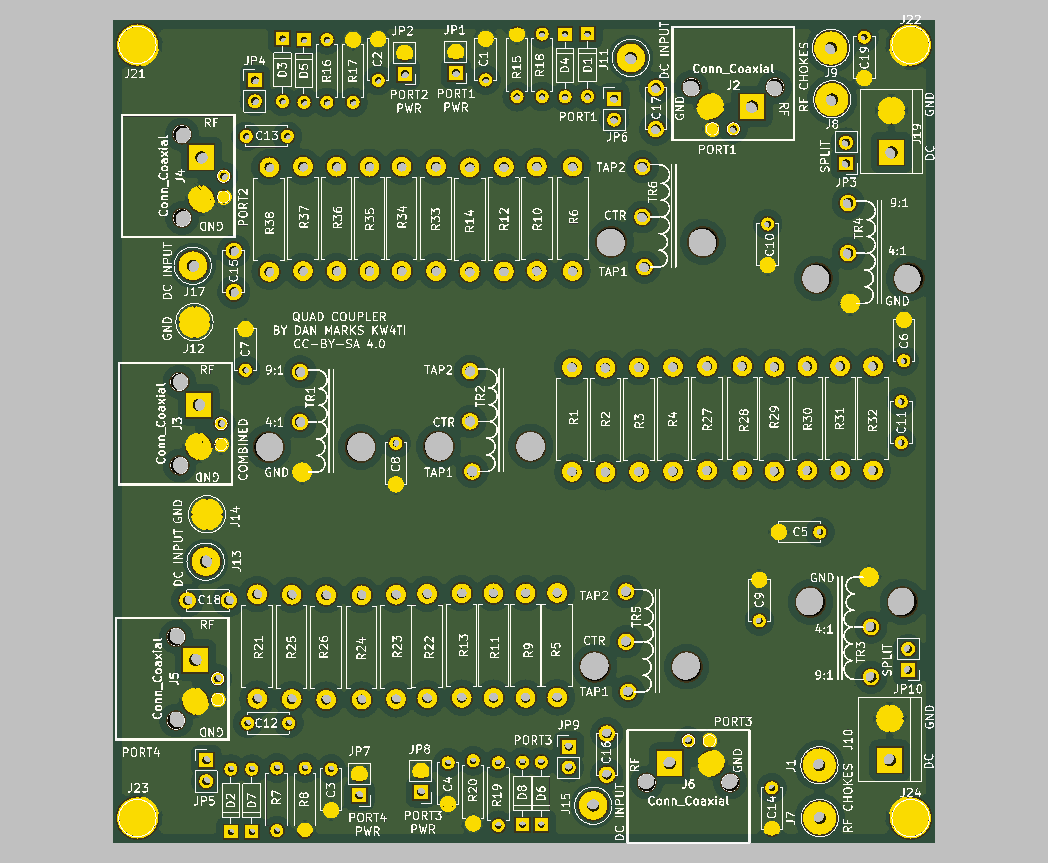 J22
J21
JP4
D3
D5
R16
R17
C2
JP2
PORT2
PWR
JP1
PORT1
PWR
C1
R15
R18
D4
D1
J11
DC INPUT
PORT1
JP6
C17
GND
Conn_Coaxial
J2
RF
PORT1
RF CHOKES
J9
J8
C19
GND
J19
DC
SPLIT
JP3
RF
Conn_Coaxial
J4
GND
PORT2
C13
R38
R37
R36
R35
R34
R33
R14
R12
R10
R6
TAP2
CTR
TAP1
TR6
C10
9:1
TR4
4:1
GND
DC INPUT
J17
C15
GND
J12
QUAD COUPLER
BY DAN MARKS KW4TI
CC-BY-SA 4.0
C7
C6
RF
Conn_Coaxial
J3
GND
COMBINED
9:1
TR1
4:1
GND
C8
TAP2
TR2
CTR
TAP1
R1
R2
R3
R4
R27
R28
R29
R30
R31
R32
C11
GND
J14
DC INPUT
J13
C5
C18
C9
GND
4:1
TR3
9:1
SPLIT
JP10
RF
Conn_Coaxial
J5
GND
PORT4
R21
R25
R26
R24
R23
R22
R13
R11
R9
R5
TAP2
TR5
CTR
TAP1
C12
JP5
D2
D7
R7
R8
C3
JP7
PORT4
PWR
JP8
PORT3
PWR
C4
R20
R19
D8
D6
PORT3
JP9
C16
J15
DC INPUT
PORT3
RF
GND
J6
Conn_Coaxial
C14
J1
J7
J10
RF CHOKES
GND
DC
J23
J24